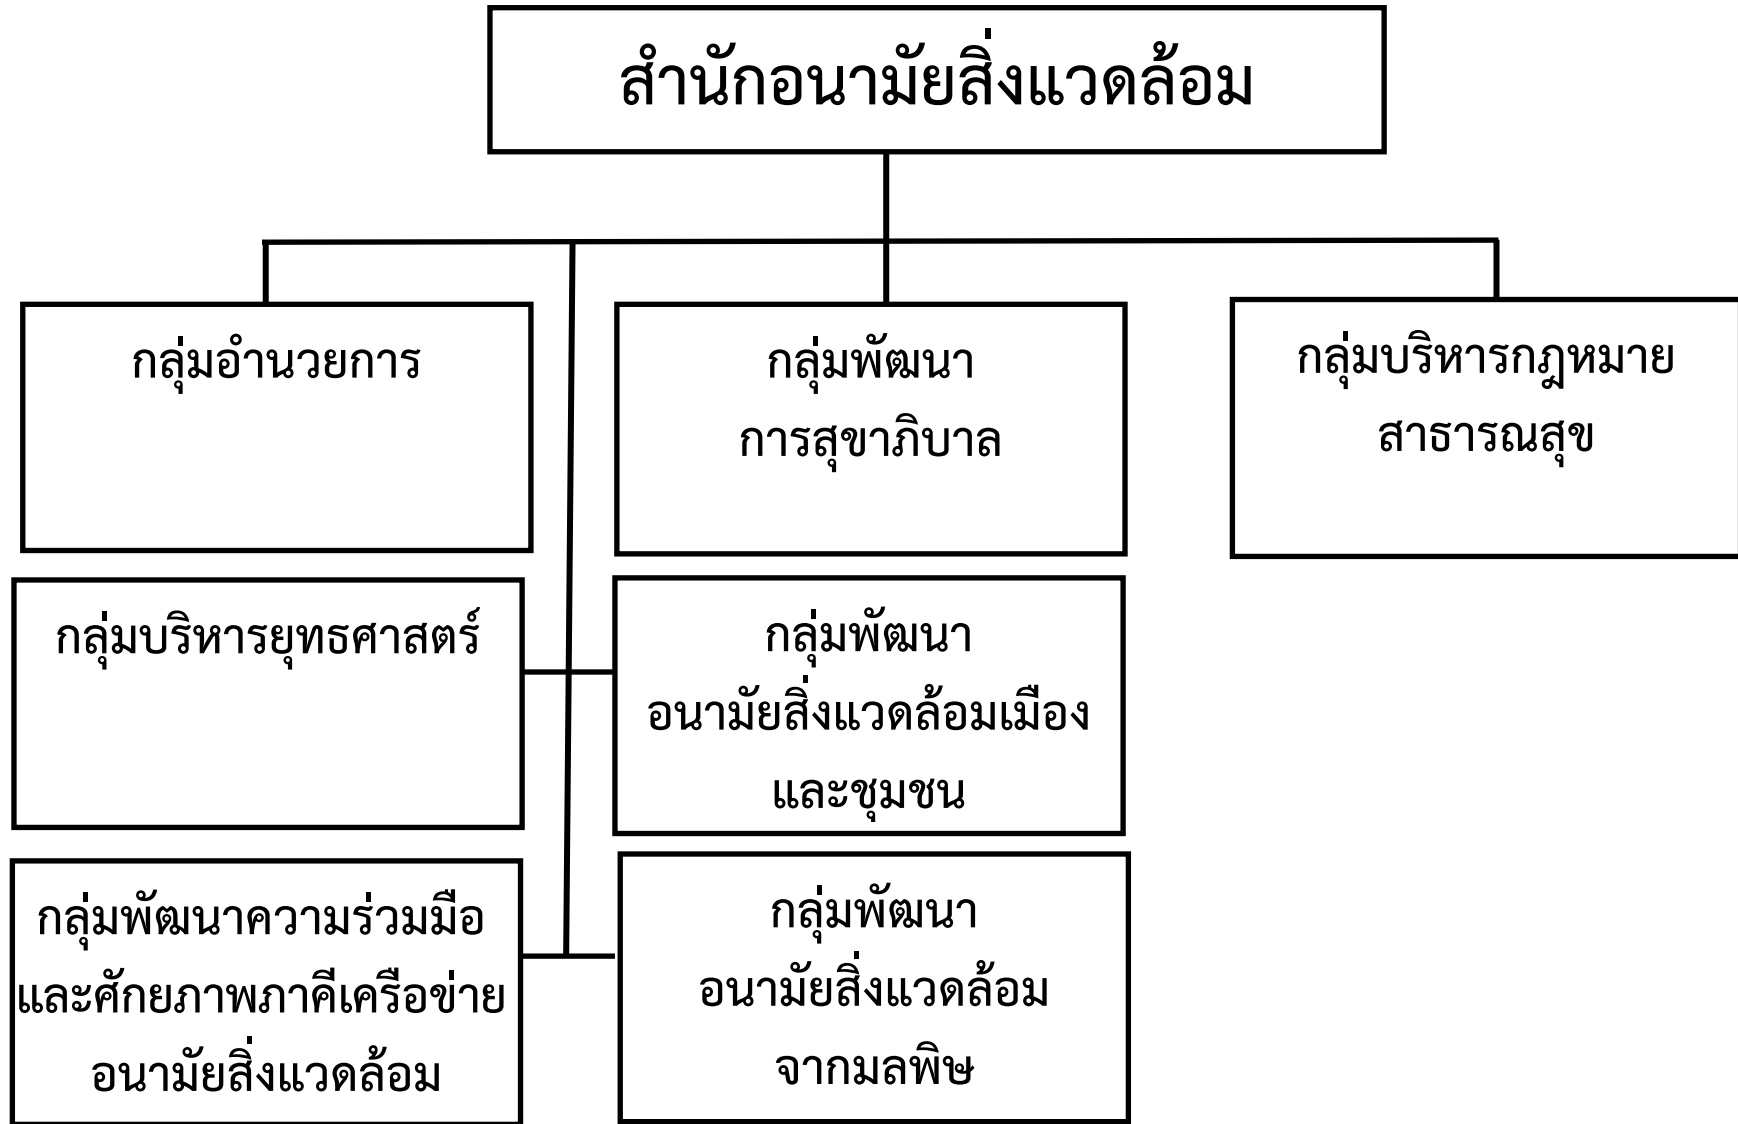 สำนักอนามัยสิ่งแวดล้อม
กลุ่มอำนวยการ
กลุ่มพัฒนา
การสุขาภิบาล
กลุ่มบริหารกฎหมาย
สาธารณสุข
กลุ่มบริหารยุทธศาสตร์
กลุ่มพัฒนา
อนามัยสิ่งแวดล้อมเมือง
และชุมชน
กลุ่มพัฒนาความร่วมมือ
และศักยภาพภาคีเครือข่าย
อนามัยสิ่งแวดล้อม
กลุ่มพัฒนา
อนามัยสิ่งแวดล้อม
จากมลพิษ